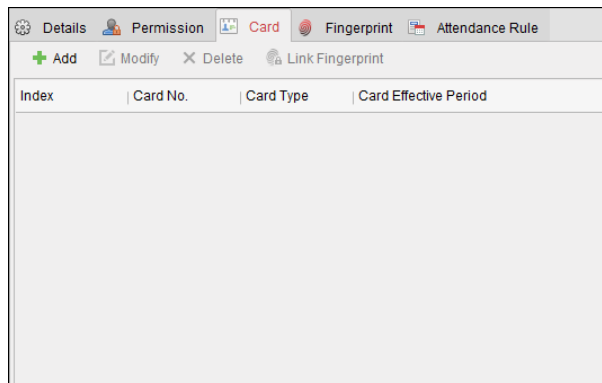 Details Permission Card Fingerprint Attendance Rule
Add Modify Delete Link Fingerprint
Index Card No. Card Type Card Effective Period